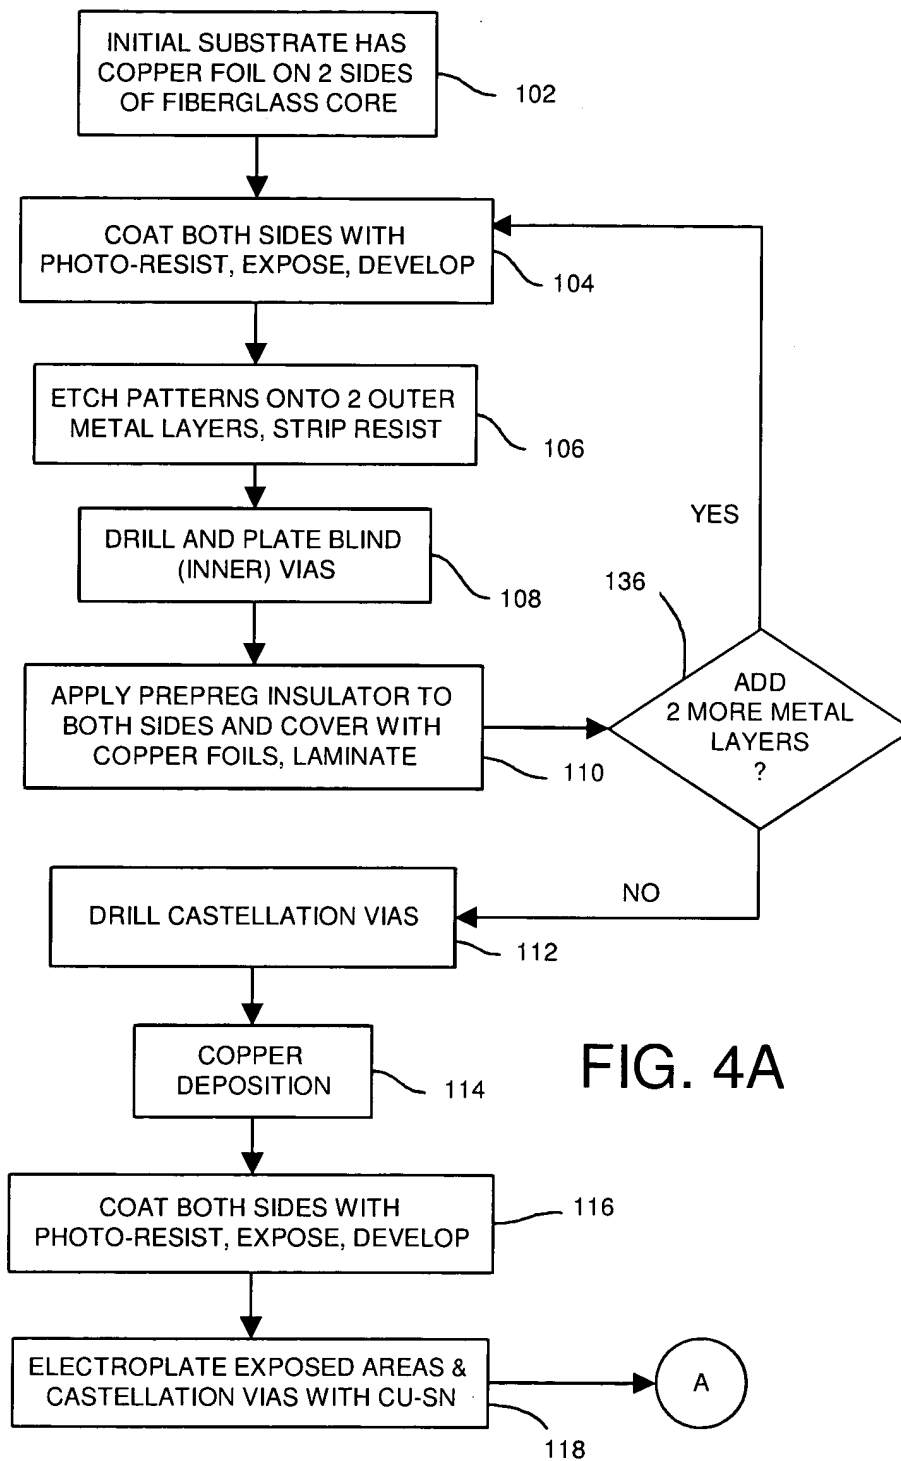 INITIAL SUBSTRATE HAS
COPPER FOIL ON 2 SIDES
OF FIBERGLASS CORE
102
COAT BOTH SIDES WITH
PHOTO-RESIST, EXPOSE, DEVELOP
104
ETCH PATTERNS ONTO 2 OUTER
METAL LAYERS, STRIP RESIST
106
YES
DRILL AND PLATE BLIND
(INNER) VIAS
108
136
APPLY PREPREG INSULATOR TO
BOTH SIDES AND COVER WITH
COPPER FOILS, LAMINATE
110
ADD
2 MORE METAL
LAYERS
?
NO
DRILL CASTELLATION VIAS
112
COPPER
DEPOSITION
114
FIG. 4A
COAT BOTH SIDES WITH
PHOTO-RESIST, EXPOSE, DEVELOP
116
ELECTROPLATE EXPOSED AREAS &
CASTELLATION VIAS WITH CU-SN
118
A